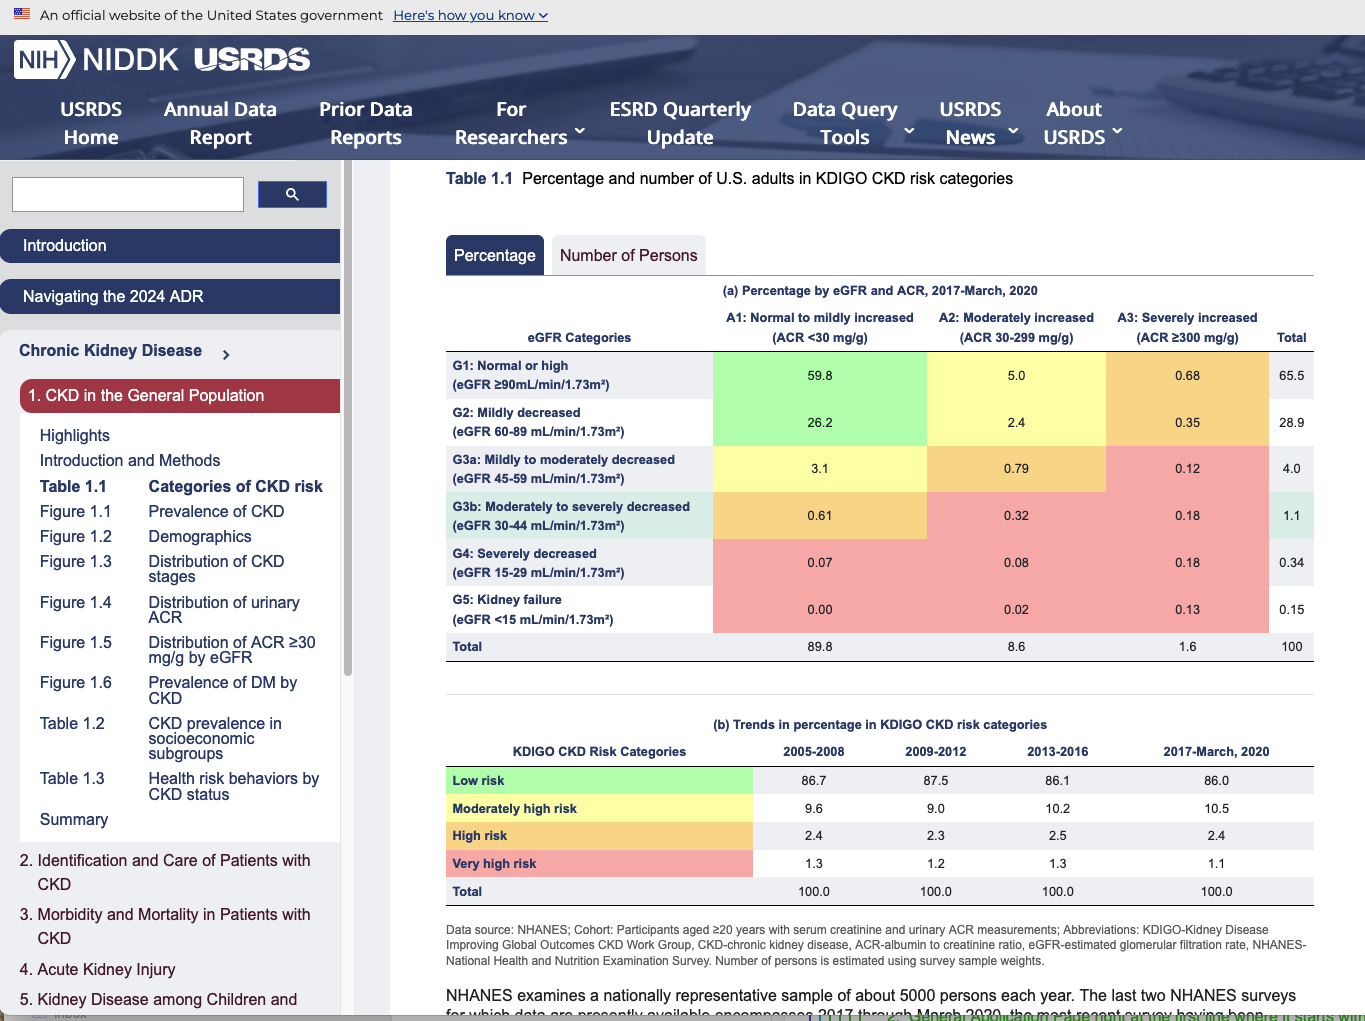 An official website of the United States government Here's how you know
NIH NIDDK USRDS
USRDS Home
Annual Data Report
Prior Data Reports
For Researchers
ESRD Quarterly Update
Data Query Tools
USRDS News
About USRDS
Introduction
Navigating the 2024 ADR
Chronic Kidney Disease
1. CKD in the General Population
Highlights
Introduction and Methods
Table 1.1 Categories of CKD risk
Figure 1.1 Prevalence of CKD
Figure 1.2 Demographics
Figure 1.3 Distribution of CKD
stages
Figure 1.4 Distribution of urinary
ACR
Figure 1.5 Distribution of ACR ≥30
mg/g by eGFR
Figure 1.6 Prevalence of DM by
CKD
Table 1.2 CKD prevalence in
socioeconomic
subgroups
Table 1.3 Health risk behaviors by
CKD status
Summary
2. Identification and Care of Patients with
CKD
3. Morbidity and Mortality in Patients with
CKD
4. Acute Kidney Injury
5. Kidney Disease among Children and
Table 1.1 Percentage and number of U.S. adults in KDIGO CKD risk categories
Percentage Number of Persons
(a) Percentage by eGFR and ACR, 2017-March, 2020
A1: Normal to mildly increased A2: Moderately increased A3: Severely increased
eGFR Categories (ACR <30 mg/g) (ACR 30-299 mg/g) (ACR ≥300 mg/g) Total
G1: Normal or high
(eGFR ≥90mL/min/1.73m²) 59.8 5.0 0.68 65.5
G2: Mildly decreased
(eGFR 60-89 mL/min/1.73m²) 26.2 2.4 0.35 28.9
G3a: Mildly to moderately decreased
(eGFR 45-59 mL/min/1.73m²) 3.1 0.79 0.12 4.0
G3b: Moderately to severely decreased
(eGFR 30-44 mL/min/1.73m²) 0.61 0.32 0.18 1.1
G4: Severely decreased
(eGFR 15-29 mL/min/1.73m²) 0.07 0.08 0.18 0.34
G5: Kidney failure
(eGFR <15 mL/min/1.73m²) 0.00 0.02 0.13 0.15
Total 89.8 8.6 1.6 100
(b) Trends in percentage in KDIGO CKD risk categories
KDIGO CKD Risk Categories 2005-2008 2009-2012 2013-2016 2017-March, 2020
Low risk 86.7 87.5 86.1 86.0
Moderately high risk 9.6 9.0 10.2 10.5
High risk 2.4 2.3 2.5 2.4
Very high risk 1.3 1.2 1.3 1.1
Total 100.0 100.0 100.0 100.0
Data source: NHANES; Cohort: Participants aged ≥20 years with serum creatinine and urinary ACR measurements; Abbreviations: KDIGO-Kidney Disease
Improving Global Outcomes CKD Work Group, CKD-chronic kidney disease, ACR-albumin to creatinine ratio, eGFR-estimated glomerular filtration rate, NHANES-
National Health and Nutrition Examination Survey. Number of persons is estimated using survey sample weights.
NHANES examines a nationally representative sample of about 5000 persons each year. The last two NHANES surveys